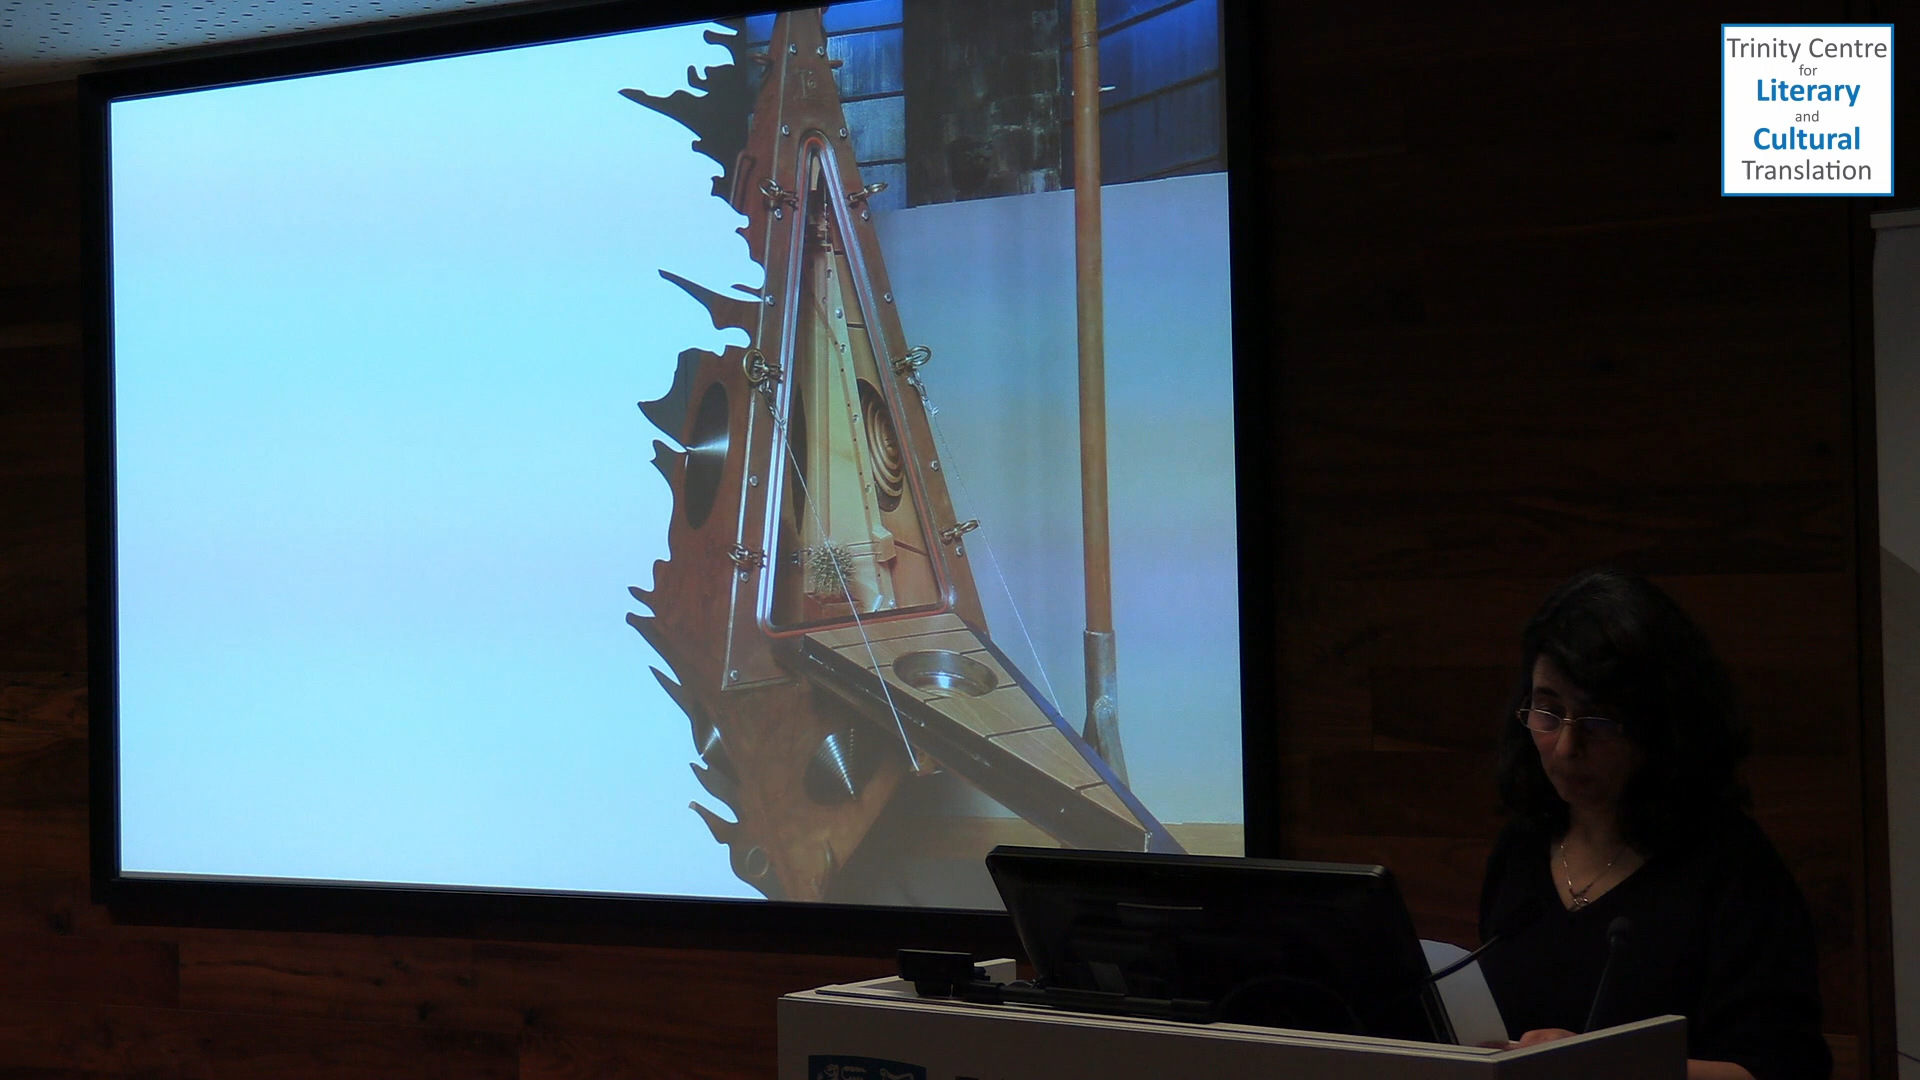 Trinity Centre
for
Literary
and
Cultural
Translation